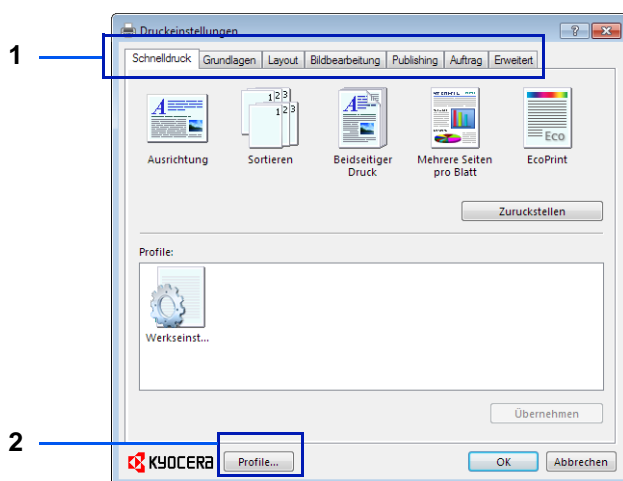 Druckeinstellungen
1
Schnelldruck Grundlagen Layout Bildbearbeitung Publishing Auftrag Erweitert
Ausrichtung Sortieren Beidseitiger Druck Mehrere Seiten pro Blatt EcoPrint
Eco
Zuruckstellen
Profile:
Werkseinst...
Übernehmen
2
KYOCERA Profile... OK Abbrechen